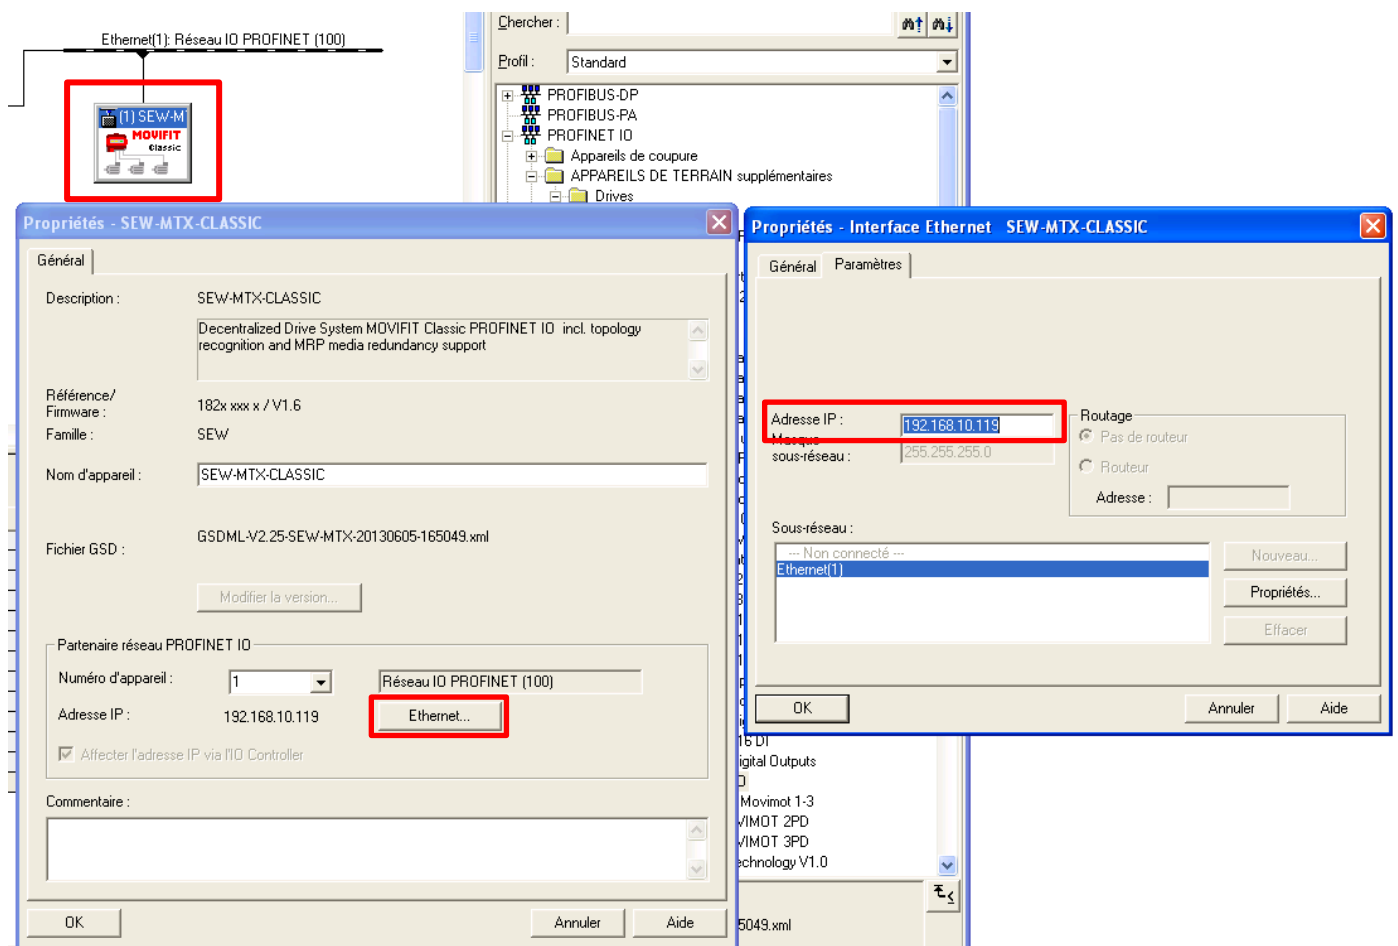 Ethernet(1): Réseau IO PROFINET (100)
(1) SEW-M
MOVIFIT
Classic
Chercher :
Profil :
Standard
PROFIBUS-DP
PROFIBUS-PA
PROFINET IO
Appareils de coupure
APPAREILS DE TERRAIN supplémentaires
Drives
Propriétés - SEW-MTX-CLASSIC
Général
Description :
SEW-MTX-CLASSIC
Decentralized Drive System MOVIFIT Classic PROFINET IO incl. topology
recognition and MRP media redundancy support
Référence/
Firmware :
182x xxx x / V1.6
Famille :
SEW
Nom d'appareil :
SEW-MTX-CLASSIC
Fichier GSD :
GSDML-V2.25-SEW-MTX-20130605-165049.xml
Modifier la version...
Partenaire réseau PROFINET IO
Numéro d'appareil :
1
Réseau IO PROFINET (100)
Adresse IP :
192.168.10.119
Ethernet...
Affecter l'adresse IP via l'IO Controller
Commentaire :
OK
Annuler
Aide
Propriétés - Interface Ethernet SEW-MTX-CLASSIC
Général
Paramètres
Adresse IP :
192.168.10.119
Masque
sous-réseau :
255.255.255.0
Routage
Pas de routeur
Routeur
Adresse :
Sous-réseau :
--- Non connecté ---
Ethernet(1)
Nouveau...
Propriétés...
Effacer
OK
Annuler
Aide
16 DI
igital Outputs
Movimot 1-3
VIMOT 2PD
VIMOT 3PD
echnology V1.0
5049.xml